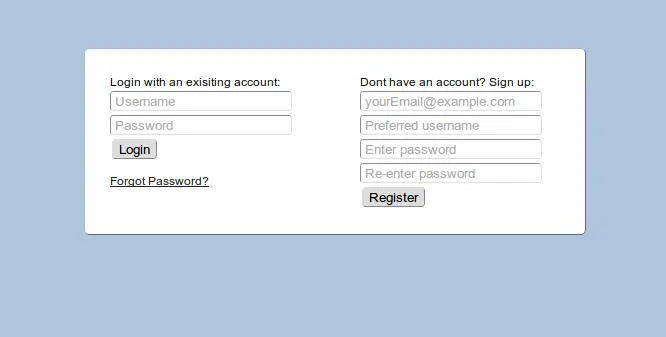 Login with an exisiting account:
Username
Password
Login
Forgot Password?
Dont have an account? Sign up:
yourEmail@example.com
Preferred username
Enter password
Re-enter password
Register